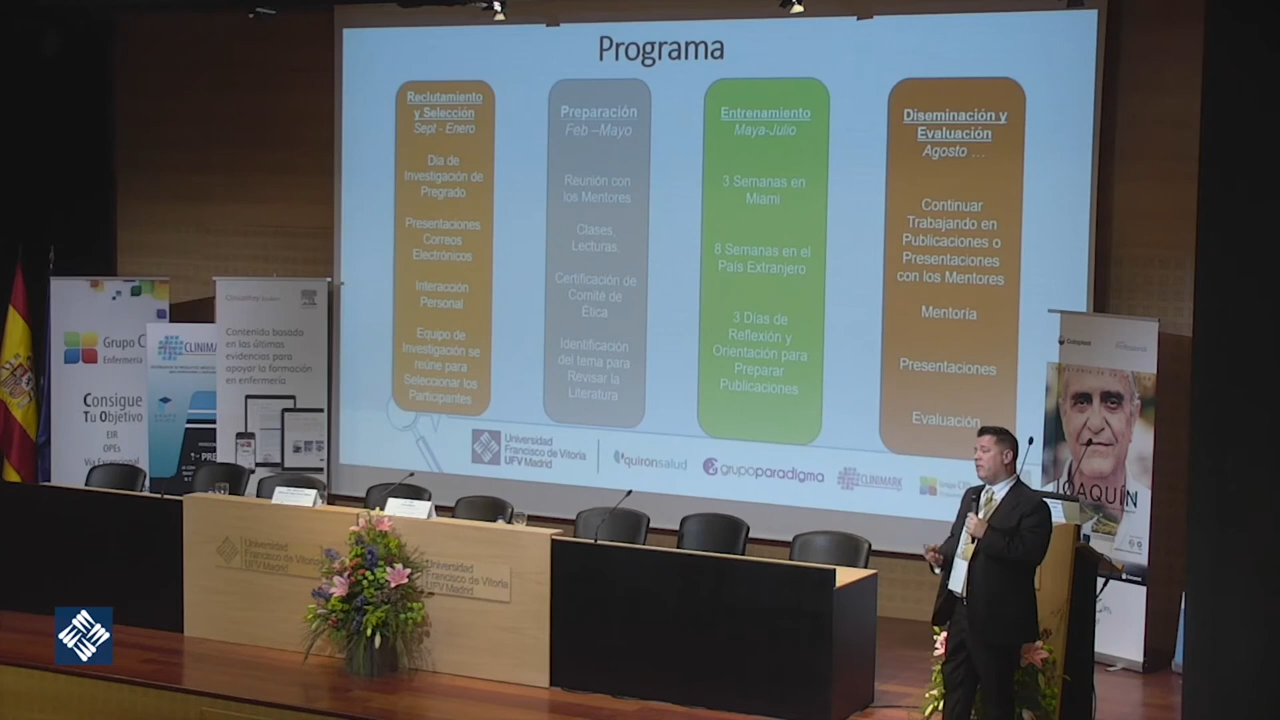 Programa
Reclutamiento
y Selección
Sept - Enero
Dia de
Investigación de
Pregrado
Presentaciones
Correos
Electrónicos
Interacción
Personal
Equipo de
Investigación se
reúne para
Seleccionar los
Participantes
Preparación
Feb –Mayo
Reunión con
los Mentores
Clases,
Lecturas,
Certificación de
Comité de
Etica
Identificación
del tema para
Revisar la
Literatura
Entrenamiento
Maya-Julio
3 Semanas en
Miami
8 Semanas en el
País Extranjero
3 Días de
Reflexión y
Orientación para
Preparar
Publicaciones
Diseminación y
Evaluación
Agosto ...
Continuar
Trabajando en
Publicaciones o
Presentaciones
con los Mentores
Mentoría
Presentaciones
Evaluación
Universidad
Francisco de Vitoria
UFV Madrid
quironsalud
grupoparadigma
CLINIMARK
Grupo
Grupo
Enfermería
Consigue
Tu Objetivo
EIR
OPEs
Vía Excepcional
CLINIMA
Contenido basado
en las últimas
evidencias para
apoyar la formación
en enfermería
JOAQUÍN
Universidad
Francisco de Vitoria
UFV Madrid
Universidad
Francisco de Vitoria
UFV Madrid